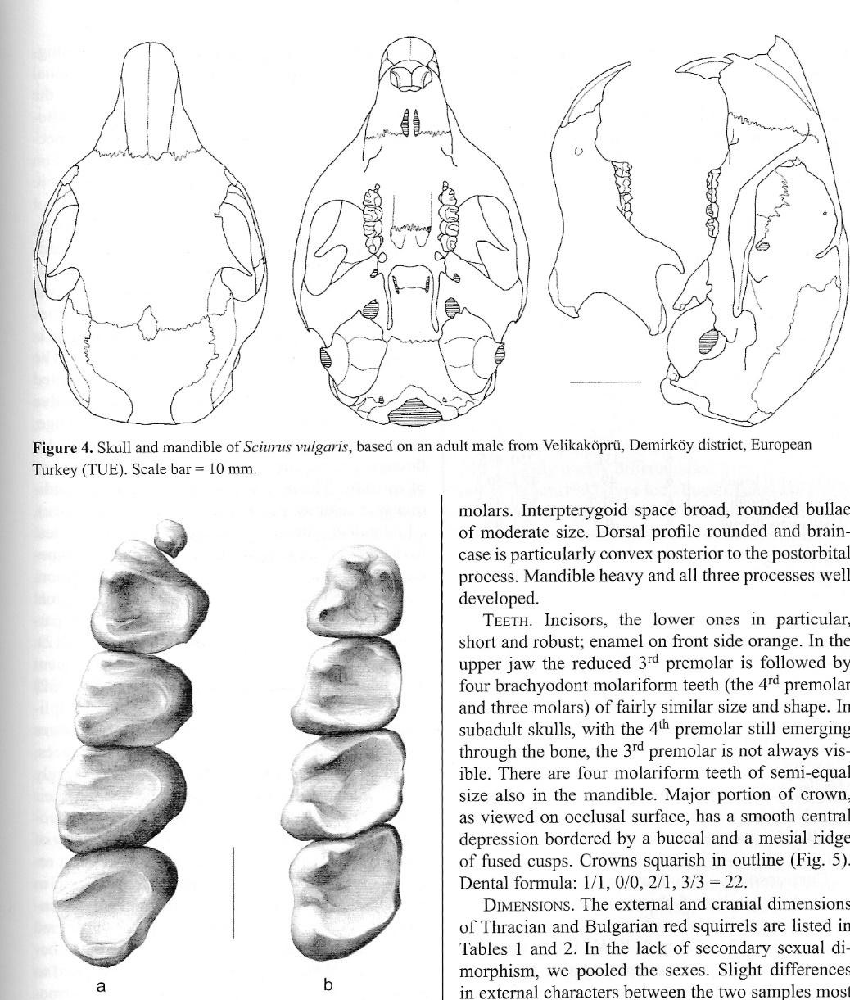 Figure 4. Skull and mandible of Sciurus vulgaris, based on an adult male from Velikaköprü, Demirköy district, European
Turkey (TUE). Scale bar = 10 mm.
a
b
molars. Interpterygoid space broad, rounded bullae
of moderate size. Dorsal profile rounded and brain-
case is particularly convex posterior to the postorbital
process. Mandible heavy and all three processes well
developed.
TEETH. Incisors, the lower ones in particular,
short and robust; enamel on front side orange. In the
upper jaw the reduced 3rd premolar is followed by
four brachyodont molariform teeth (the 4rd premolar
and three molars) of fairly similar size and shape. In
subadult skulls, with the 4th premolar still emerging
through the bone, the 3rd premolar is not always vis-
ible. There are four molariform teeth of semi-equal
size also in the mandible. Major portion of crown,
as viewed on occlusal surface, has a smooth central
depression bordered by a buccal and a mesial ridge
of fused cusps. Crowns squarish in outline (Fig. 5).
Dental formula: 1/1, 0/0, 2/1, 3/3 = 22.
DIMENSIONS. The external and cranial dimensions
of Thracian and Bulgarian red squirrels are listed in
Tables 1 and 2. In the lack of secondary sexual di-
morphism, we pooled the sexes. Slight differences
in external characters between the two samples most